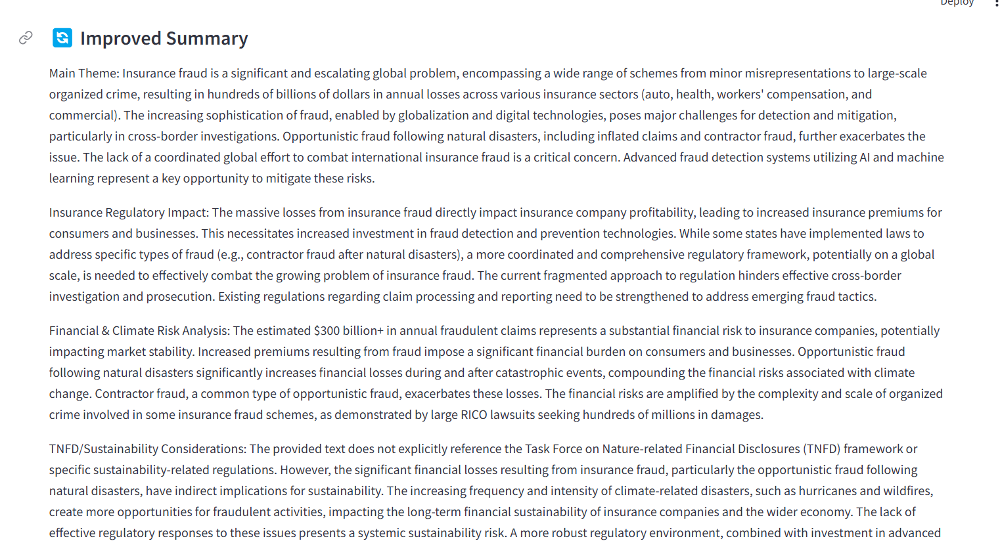 Deploy
Improved Summary
Main Theme: Insurance fraud is a significant and escalating global problem, encompassing a wide range of schemes from minor misrepresentations to large-scale
organized crime, resulting in hundreds of billions of dollars in annual losses across various insurance sectors (auto, health, workers' compensation, and
commercial). The increasing sophistication of fraud, enabled by globalization and digital technologies, poses major challenges for detection and mitigation,
particularly in cross-border investigations. Opportunistic fraud following natural disasters, including inflated claims and contractor fraud, further exacerbates the
issue. The lack of a coordinated global effort to combat international insurance fraud is a critical concern. Advanced fraud detection systems utilizing AI and machine
learning represent a key opportunity to mitigate these risks.
Insurance Regulatory Impact: The massive losses from insurance fraud directly impact insurance company profitability, leading to increased insurance premiums for
consumers and businesses. This necessitates increased investment in fraud detection and prevention technologies. While some states have implemented laws to
address specific types of fraud (e.g., contractor fraud after natural disasters), a more coordinated and comprehensive regulatory framework, potentially on a global
scale, is needed to effectively combat the growing problem of insurance fraud. The current fragmented approach to regulation hinders effective cross-border
investigation and prosecution. Existing regulations regarding claim processing and reporting need to be strengthened to address emerging fraud tactics.
Financial & Climate Risk Analysis: The estimated $300 billion+ in annual fraudulent claims represents a substantial financial risk to insurance companies, potentially
impacting market stability. Increased premiums resulting from fraud impose a significant financial burden on consumers and businesses. Opportunistic fraud
following natural disasters significantly increases financial losses during and after catastrophic events, compounding the financial risks associated with climate
change. Contractor fraud, a common type of opportunistic fraud, exacerbates these losses. The financial risks are amplified by the complexity and scale of organized
crime involved in some insurance fraud schemes, as demonstrated by large RICO lawsuits seeking hundreds of millions in damages.
TNFD/Sustainability Considerations: The provided text does not explicitly reference the Task Force on Nature-related Financial Disclosures (TNFD) framework or
specific sustainability-related regulations. However, the significant financial losses resulting from insurance fraud, particularly the opportunistic fraud following
natural disasters, have indirect implications for sustainability. The increasing frequency and intensity of climate-related disasters, such as hurricanes and wildfires,
create more opportunities for fraudulent activities, impacting the long-term financial sustainability of insurance companies and the wider economy. The lack of
effective regulatory responses to these issues presents a systemic sustainability risk. A more robust regulatory environment, combined with investment in advanced